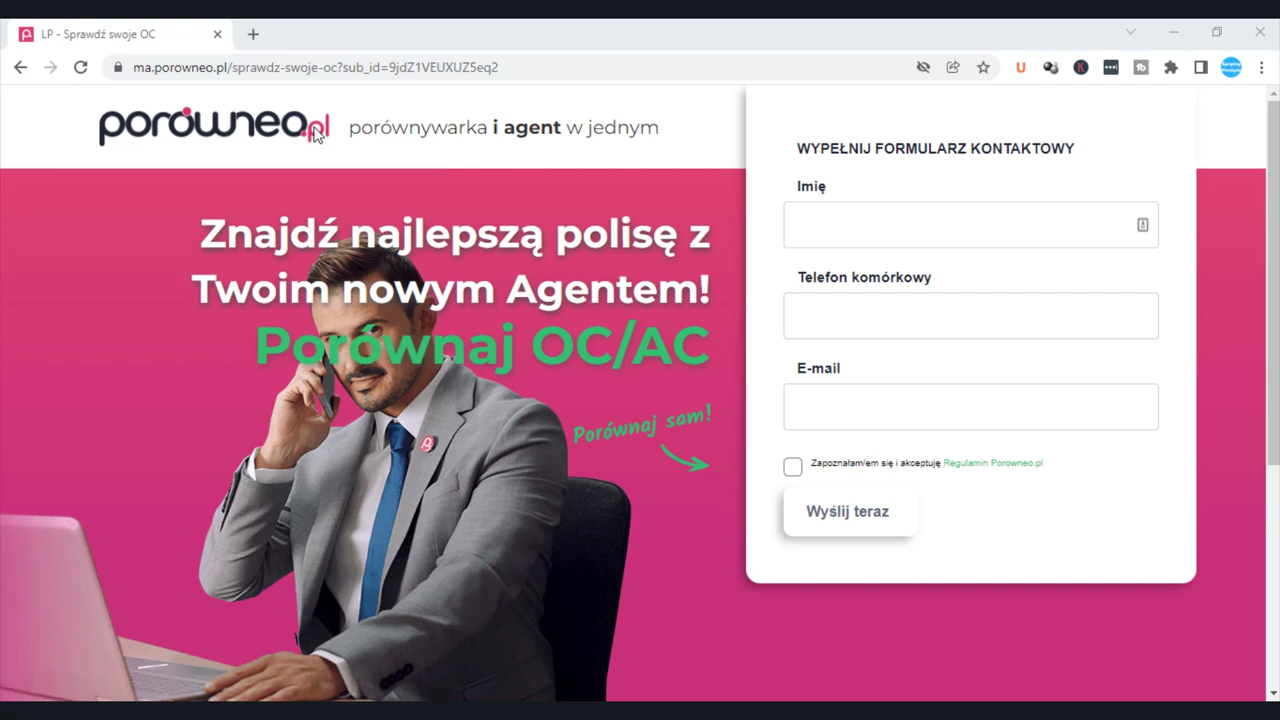 LP - Sprawdź swoje OC
ma.porowneo.pl/sprawdz-swoje-oc?sub_id=9jdZ1VEUXUZ5eq2
porówneo.pl
porównywarka i agent w jednym
Znajdź najlepszą polisę z
Twoim nowym Agentem!
Porównaj OC/AC
Porównaj sam!
WYPEŁNIJ FORMULARZ KONTAKTOWY
Imię
Telefon komórkowy
E-mail
Zapoznałam/em się i akceptuję Regulamin Porowneo.pl
Wyślij teraz